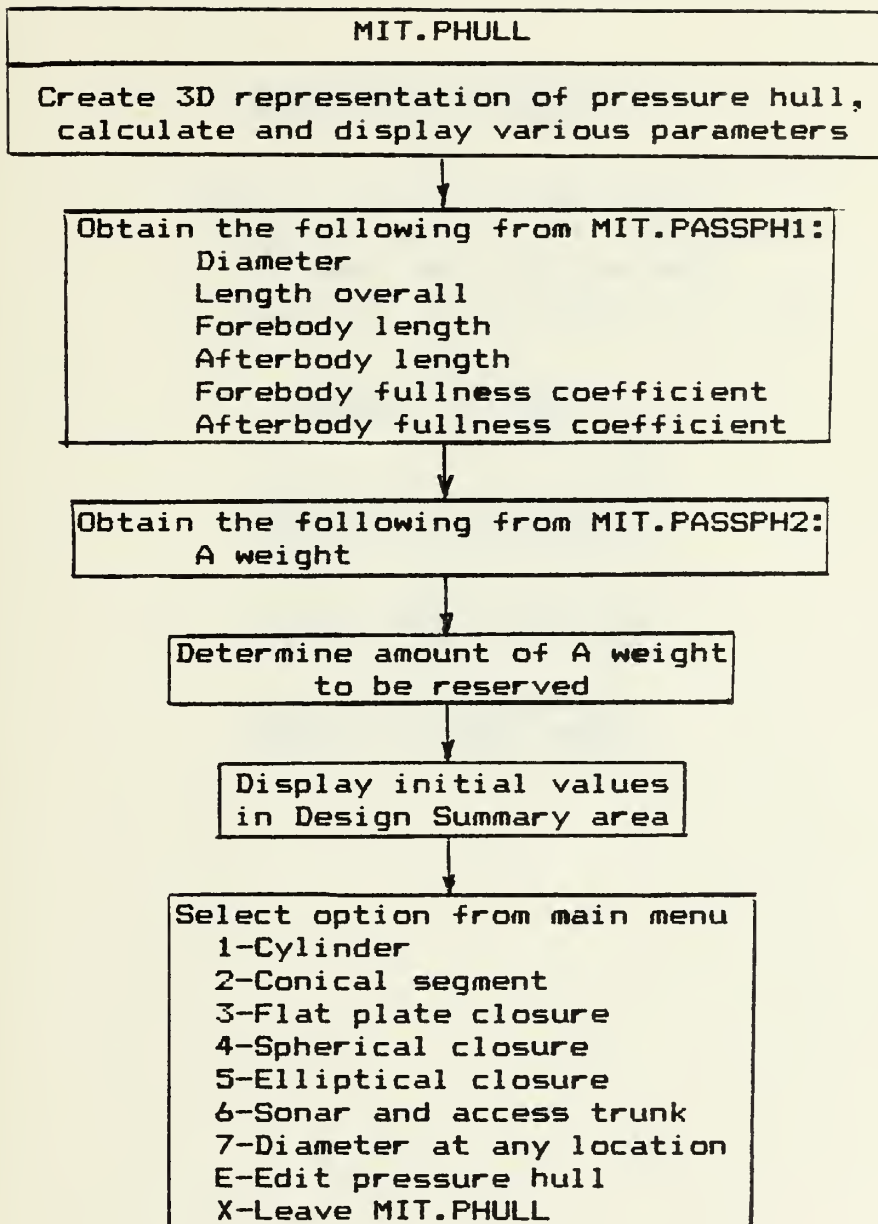 MIT.PHULL
Create 3D representation of pressure hull,
calculate and display various parameters
Obtain the following from MIT.PASSPH1:
Diameter
Length overall
Forebody length
Afterbody length
Forebody fullness coefficient
Afterbody fullness coefficient
Obtain the following from MIT.PASSPH2:
A weight
Determine amount of A weight
to be reserved
Display initial values
in Design Summary area
Select option from main menu
1-Cylinder
2-Conical segment
3-Flat plate closure
4-Spherical closure
5-Elliptical closure
6-Sonar and access trunk
7-Diameter at any location
E-Edit pressure hull
X-Leave MIT.PHULL